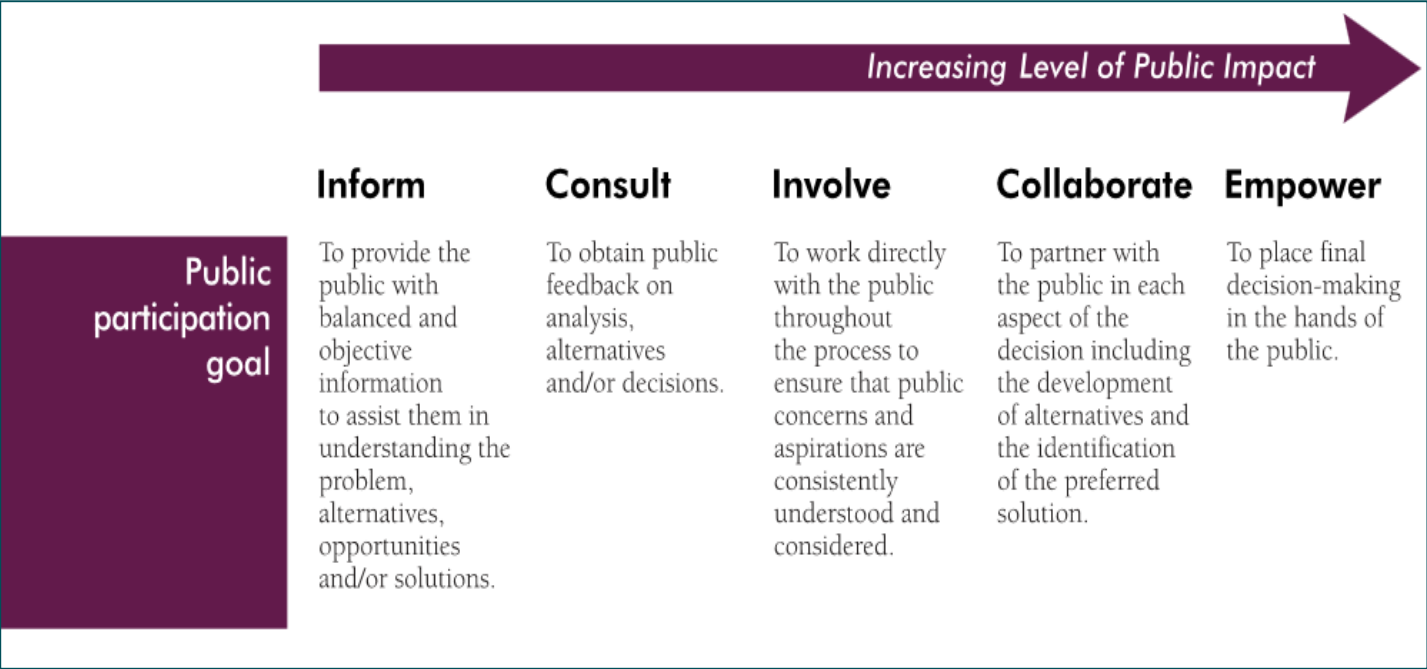 Increasing Level of Public Impact
Inform
Consult
Involve
Collaborate
Empower
Public
participation
goal
To provide the
public with
balanced and
objective
information
to assist them in
understanding the
problem,
alternatives,
opportunities
and/or solutions.
To obtain public
feedback on
analysis,
alternatives
and/or decisions.
To work directly
with the public
throughout
the process to
ensure that public
concerns and
aspirations are
consistently
understood and
considered.
To partner with
the public in each
aspect of the
decision including
the development
of alternatives and
the identification
of the preferred
solution.
To place final
decision-making
in the hands of
the public.